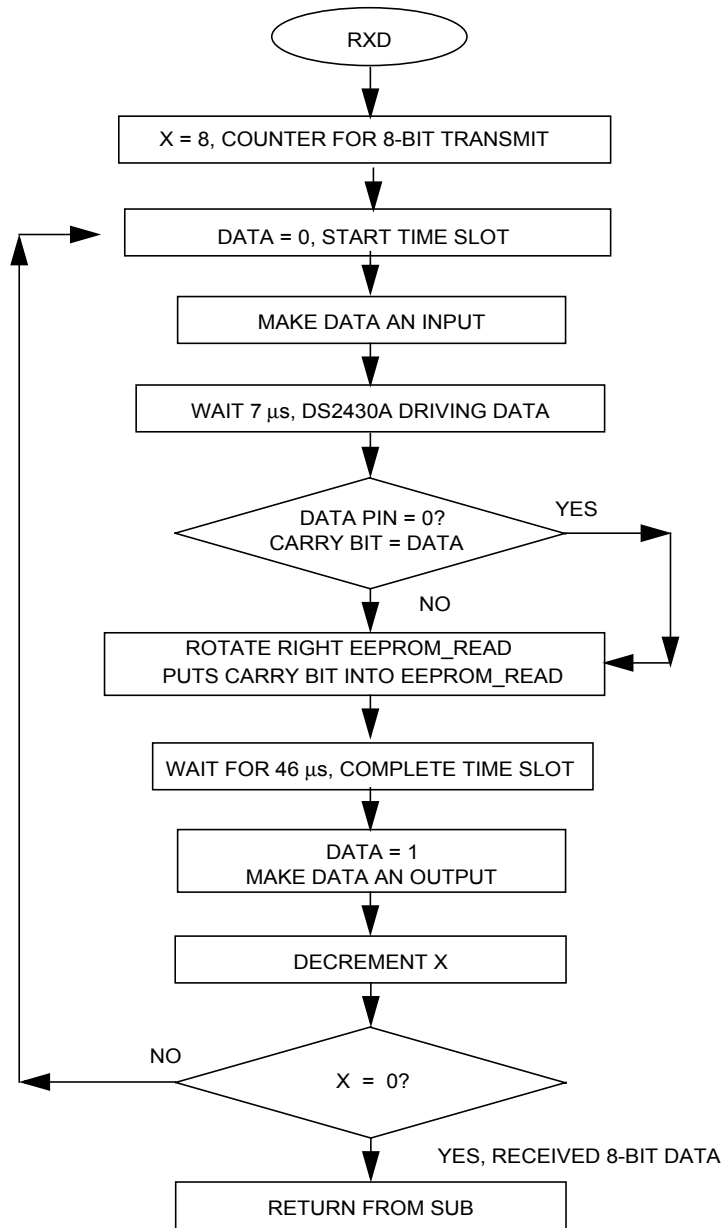 RXD
X = 8, COUNTER FOR 8-BIT TRANSMIT
DATA = 0, START TIME SLOT
MAKE DATA AN INPUT
WAIT 7 µs, DS2430A DRIVING DATA
DATA PIN = 0?
CARRY BIT = DATA
YES
NO
ROTATE RIGHT EEPROM_READ
PUTS CARRY BIT INTO EEPROM_READ
WAIT FOR 46 µs, COMPLETE TIME SLOT
DATA = 1
MAKE DATA AN OUTPUT
DECREMENT X
NO
X = 0?
YES, RECEIVED 8-BIT DATA
RETURN FROM SUB